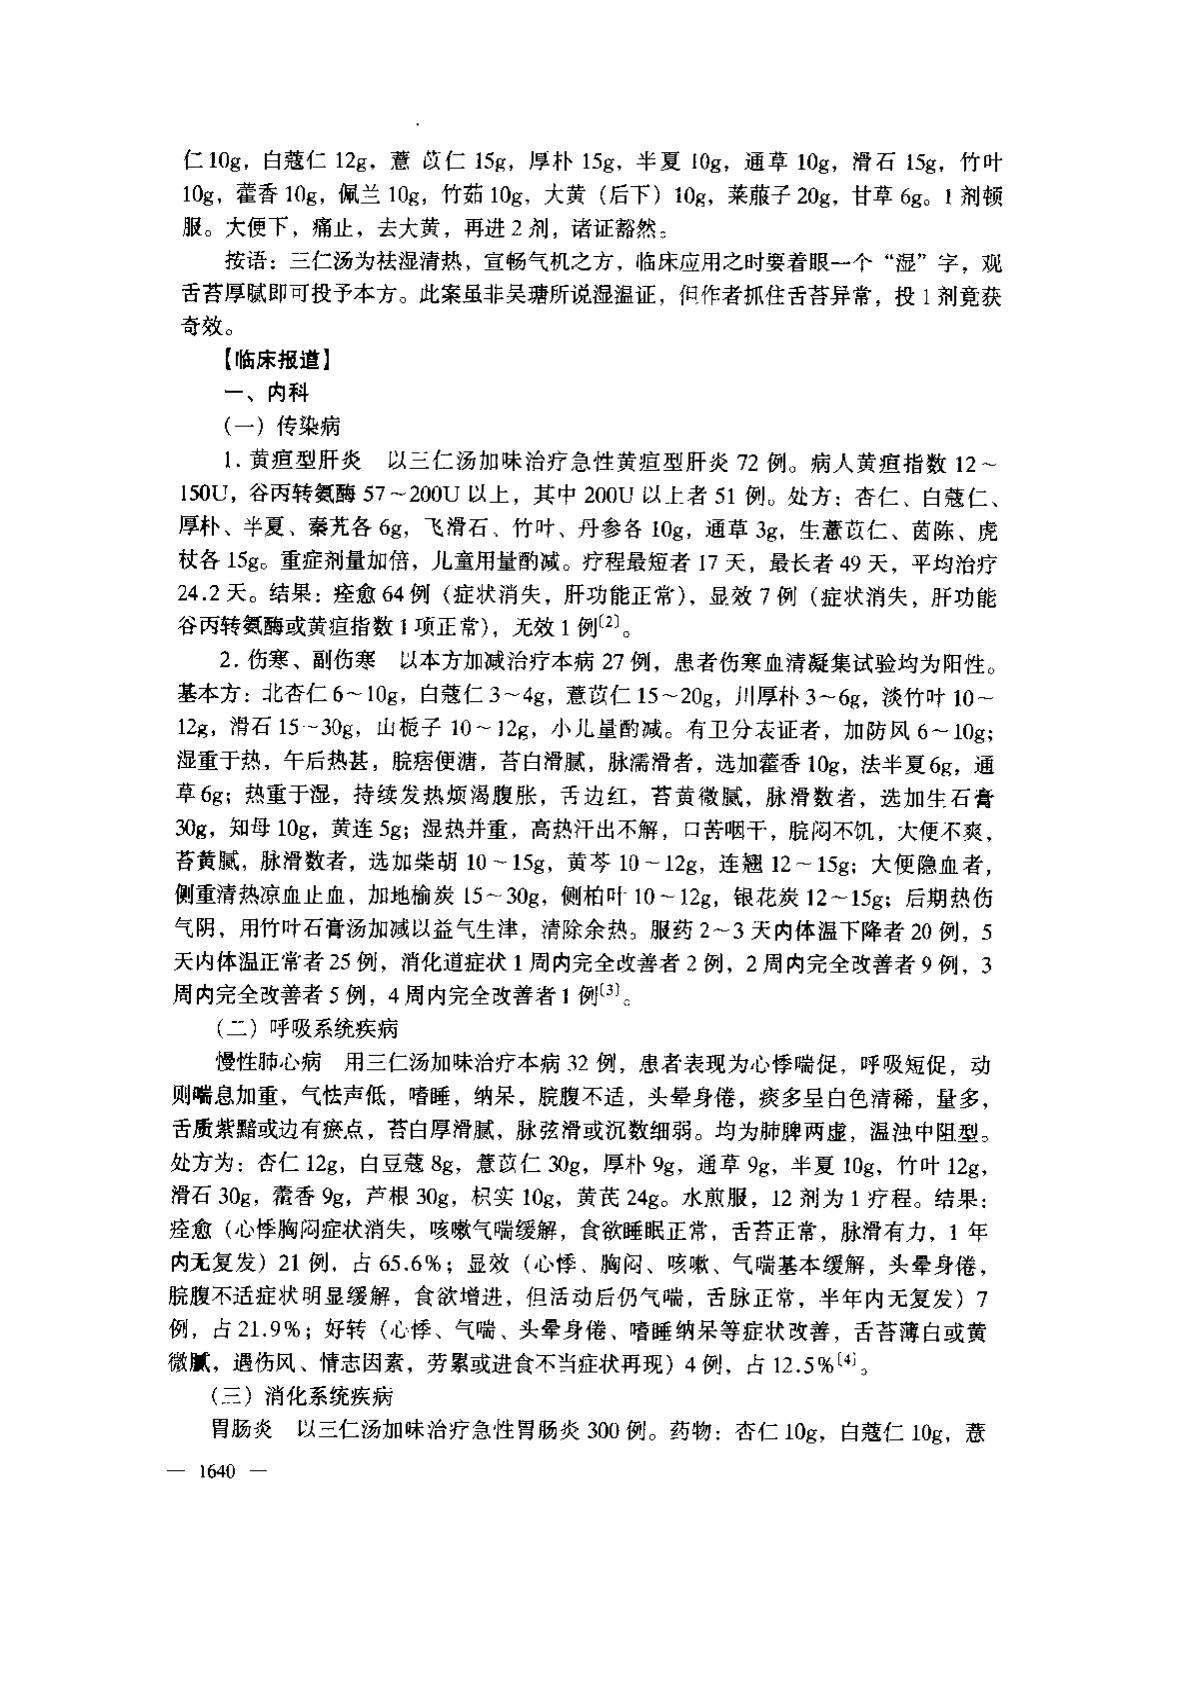 仁10g，白蔻仁 12g，薏 苡仁 15g，厚朴 15g，半夏 10g，通草 10g，滑石 15g，竹叶
10g，藿香 10g，佩兰 10g，竹茹 10g，大黄（后下）10g，莱菔子 20g，甘草 6g。1 剂顿
服。大便下，痛止，去大黄，再进 2 剂，诸证豁然。
按语：三仁汤为祛湿清热，宣畅气机之方，临床应用之时要着眼一个“湿”字，观
舌苔厚腻即可投予本方。此案虽非吴瑭所说湿温证，但作者抓住舌苔异常，投 1 剂竟获
奇效。
【临床报道】
一、内科
（一）传染病
1. 黄疸型肝炎　以三仁汤加味治疗急性黄疸型肝炎 72 例。病人黄疸指数 12～
150U，谷丙转氨酶 57～200U 以上，其中 200U 以上者 51 例。处方：杏仁、白蔻仁、
厚朴、半夏、秦艽各 6g，飞滑石、竹叶、丹参各 10g，通草 3g，生薏苡仁、茵陈、虎
杖各 15g。重症剂量加倍，儿童用量酌减。疗程最短者 17 天，最长者 49 天，平均治疗
24.2 天。结果：痊愈 64 例（症状消失，肝功能正常），显效 7 例（症状消失，肝功能
谷丙转氨酶或黄疸指数 1 项正常），无效 1 例〔2〕。
2. 伤寒、副伤寒　以本方加减治疗本病 27 例，患者伤寒血清凝集试验均为阳性。
基本方：北杏仁 6～10g，白蔻仁 3～4g，薏苡仁 15～20g，川厚朴 3～6g，淡竹叶 10～
12g，滑石 15～30g，山栀子 10～12g，小儿量酌减。有卫分表证者，加防风 6～10g；
湿重于热，午后热甚，脘痞便溏，苔白滑腻，脉濡滑者，选加藿香 10g，法半夏 6g，通
草 6g；热重于湿，持续发热烦渴腹胀，舌边红，苔黄微腻，脉滑数者，选加生石膏
30g，知母 10g，黄连 5g；湿热并重，高热汗出不解，口苦咽干，脘闷不饥，大便不爽，
苔黄腻，脉滑数者，选加柴胡 10～15g，黄芩 10～12g，连翘 12～15g；大便隐血者，
侧重清热凉血止血，加地榆炭 15～30g，侧柏叶 10～12g，银花炭 12～15g；后期热伤
气阴，用竹叶石膏汤加减以益气生津，清除余热。服药 2～3 天内体温下降者 20 例，5
天内体温正常者 25 例，消化道症状 1 周内完全改善者 2 例，2 周内完全改善者 9 例，3
周内完全改善者 5 例，4 周内完全改善者 1 例〔3〕。
（二）呼吸系统疾病
慢性肺心病　用三仁汤加味治疗本病 32 例，患者表现为心悸喘促，呼吸短促，动
则喘息加重，气怯声低，嗜睡，纳呆，脘腹不适，头晕身倦，痰多呈白色清稀，量多，
舌质紫黯或边有瘀点，苔白厚滑腻，脉弦滑或沉数细弱。均为肺脾两虚，温浊中阻型。
处方为：杏仁 12g，白豆蔻 8g，薏苡仁 30g，厚朴 9g，通草 9g，半夏 10g，竹叶 12g，
滑石 30g，藿香 9g，芦根 30g，枳实 10g，黄芪 24g。水煎服，12 剂为 1 疗程。结果：
痊愈（心悸胸闷症状消失，咳嗽气喘缓解，食欲睡眠正常，舌苔正常，脉滑有力，1 年
内无复发）21 例，占 65.6%；显效（心悸、胸闷、咳嗽、气喘基本缓解，头晕身倦，
脘腹不适症状明显缓解，食欲增进，但活动后仍气喘，舌脉正常，半年内无复发）7
例，占 21.9%；好转（心悸、气喘、头晕身倦、嗜睡纳呆等症状改善，舌苔薄白或黄
微腻，遇伤风、情志因素，劳累或进食不当症状再现）4 例，占 12.5%〔4〕。
（三）消化系统疾病
胃肠炎　以三仁汤加味治疗急性胃肠炎 300 例。药物：杏仁 10g，白蔻仁 10g，薏
— 1640 —